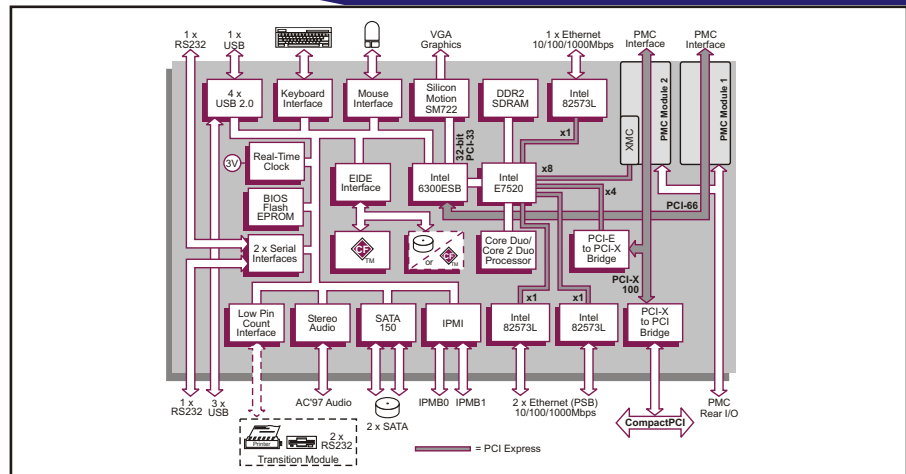 1 x
RS232
1 x
USB
VGA
Graphics
1 x Ethernet
10/100/1000Mbps
PMC
Interface
PMC
Interface
4 x
USB 2.0
Keyboard
Interface
Mouse
Interface
Silicon
Motion
SM722
DDR2
SDRAM
Intel
82573L
XMC
PMC Module 2
PMC Module 1
3V
Real-Time
Clock
EIDE
Interface
32-bit
PCI-33
Intel
6300ESB
Intel
E7520
x1
x8
x4
PCI-66
BIOS
Flash
EPROM
2 x Serial
Interfaces
CF
TM
or
CF
TM
Core Duo/
Core 2 Duo
Processor
PCI-E
to PCI-X
Bridge
PCI-X
100
Low Pin
Count
Interface
Stereo
Audio
SATA
150
IPMI
x1
Intel
82573L
x1
Intel
82573L
PCI-X
to PCI
Bridge
1 x
RS232
3 x
USB
AC'97 Audio
2 x SATA
IPMB0
IPMB1
2 x Ethernet (PSB)
10/100/1000Mbps
CompactPCI
PMC
Rear I/O
Printer
2 x
RS232
Transition Module
= PCI Express